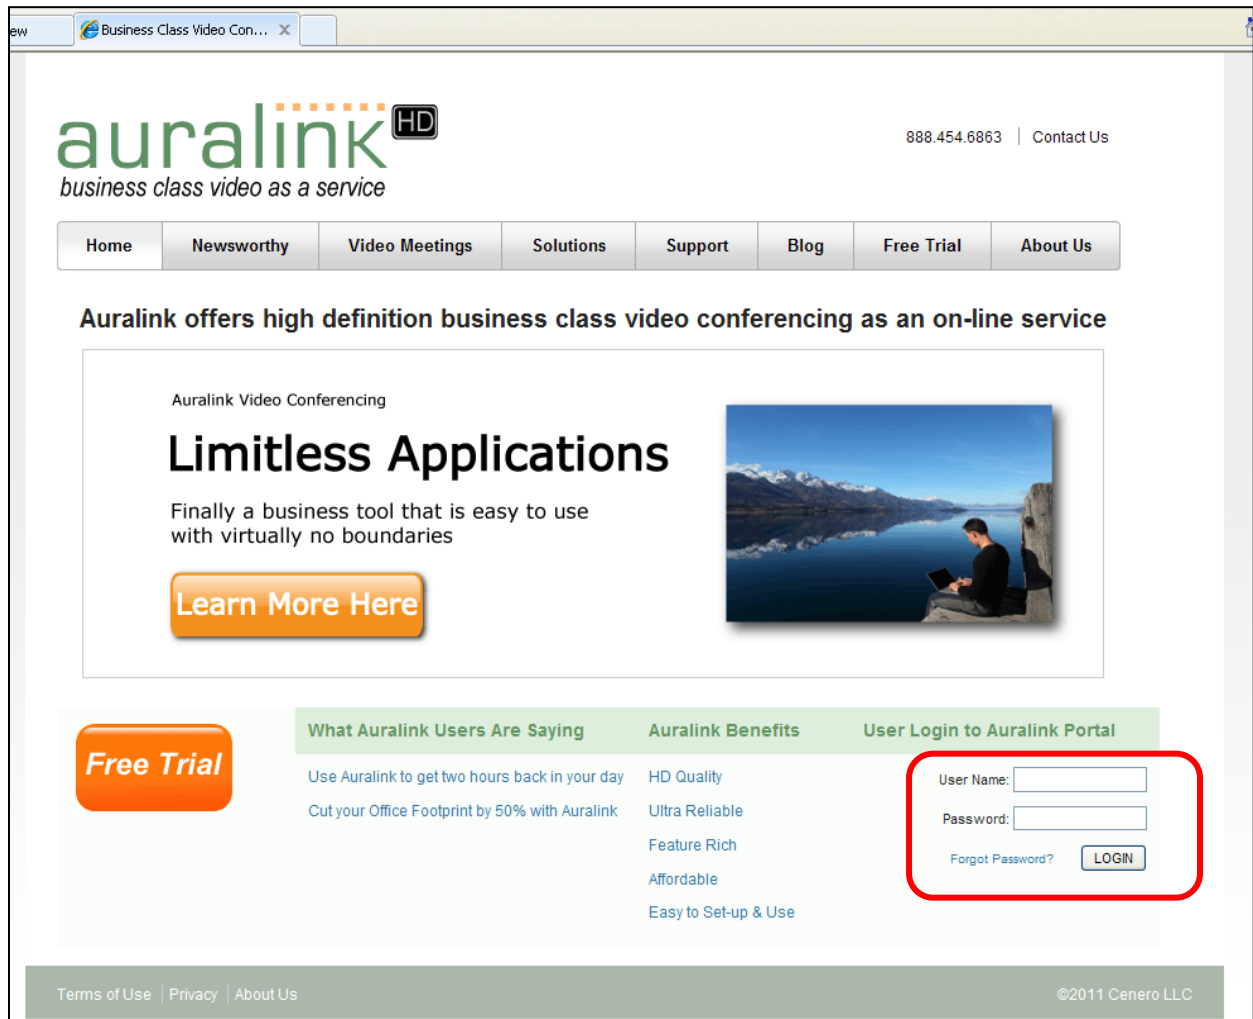 ew
Business Class Video Con... X
auralink HD
business class video as a service
888.454.6863 | Contact Us
Home Newsworthy Video Meetings Solutions Support Blog Free Trial About Us
Auralink offers high definition business class video conferencing as an on-line service
Auralink Video Conferencing
Limitless Applications
Finally a business tool that is easy to use
with virtually no boundaries
Learn More Here
Free Trial
What Auralink Users Are Saying
Use Auralink to get two hours back in your day
Cut your Office Footprint by 50% with Auralink
Auralink Benefits
HD Quality
Ultra Reliable
Feature Rich
Affordable
Easy to Set-up & Use
User Login to Auralink Portal
User Name:
Password:
Forgot Password? LOGIN
Terms of Use | Privacy | About Us
©2011 Cenero LLC